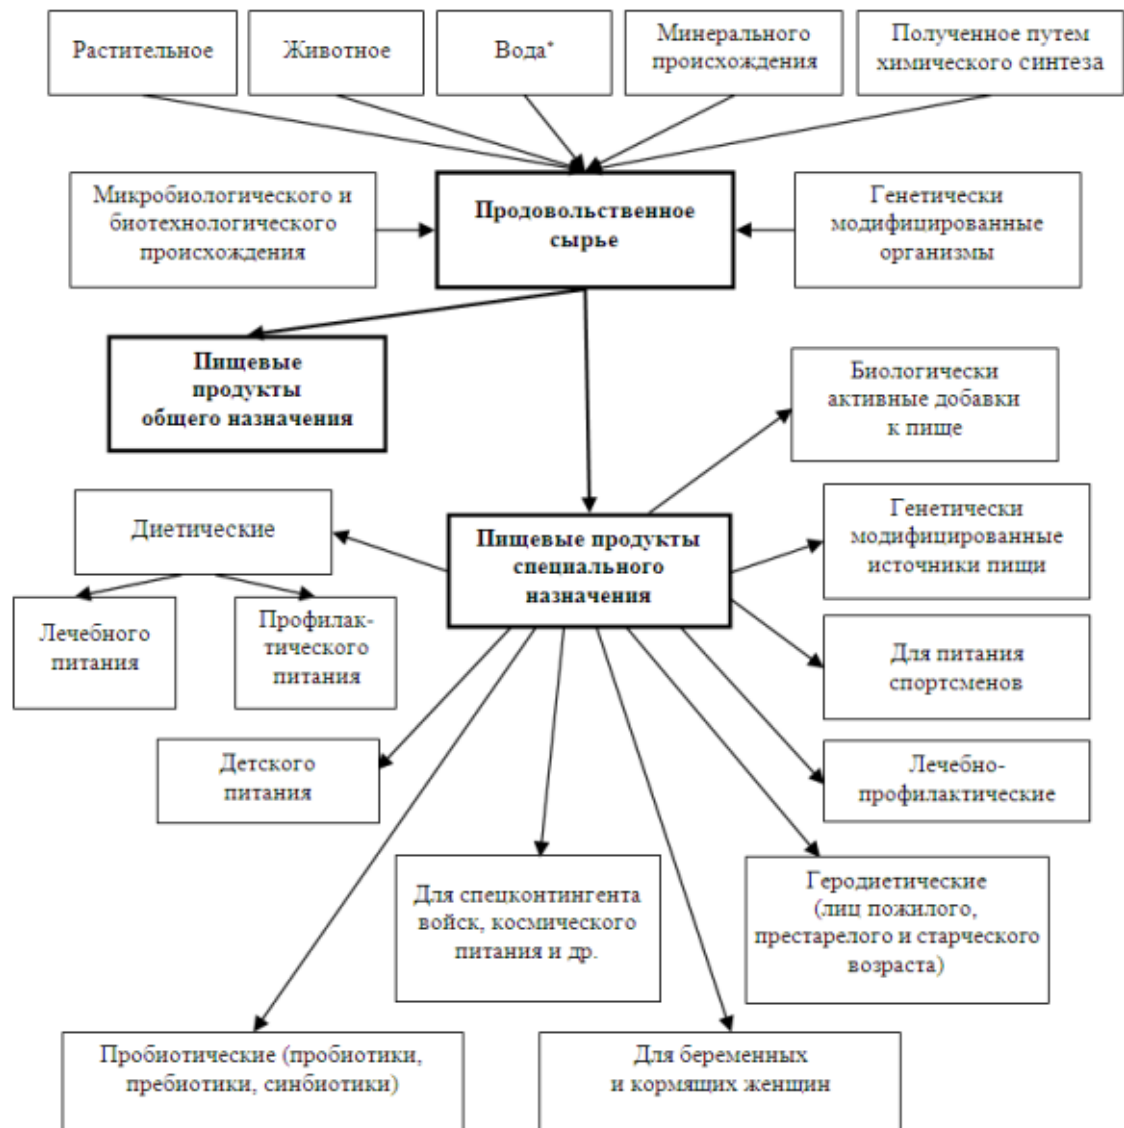 Растительное
Животное
Вода*
Минерального
происхождения
Полученное путем
химического синтеза
Микробиологического и
биотехнологического
происхождения
Продовольственное
сырье
Генетически
модифицированные
организмы
Пищевые
продукты
общего назначения
Биологически
активные добавки
к пище
Диетические
Пищевые продукты
специального
назначения
Генетически
модифицированные
источники пищи
Лечебного
питания
Профилак-
тического
питания
Для питания
спортсменов
Детского
питания
Лечебно-
профилактические
Для спецконтингента
войск, космического
питания и др.
Геродиетические
(лиц пожилого,
престарелого и старческого
возраста)
Пробиотические (пробиотики,
пребиотики, синбиотики)
Для беременных
и кормящих женщин